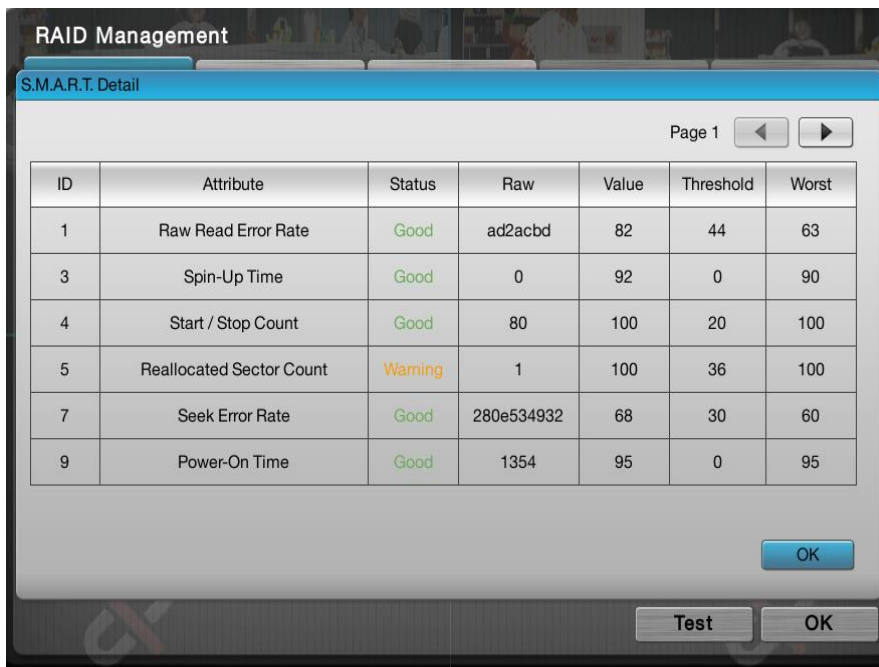 RAID Management
S.M.A.R.T. Detail
Page 1
ID Attribute Status Raw Value Threshold Worst
1 Raw Read Error Rate Good ad2acbd 82 44 63
3 Spin-Up Time Good 0 92 0 90
4 Start / Stop Count Good 80 100 20 100
5 Reallocated Sector Count Warning 1 100 36 100
7 Seek Error Rate Good 280e534932 68 30 60
9 Power-On Time Good 1354 95 0 95
OK
Test OK